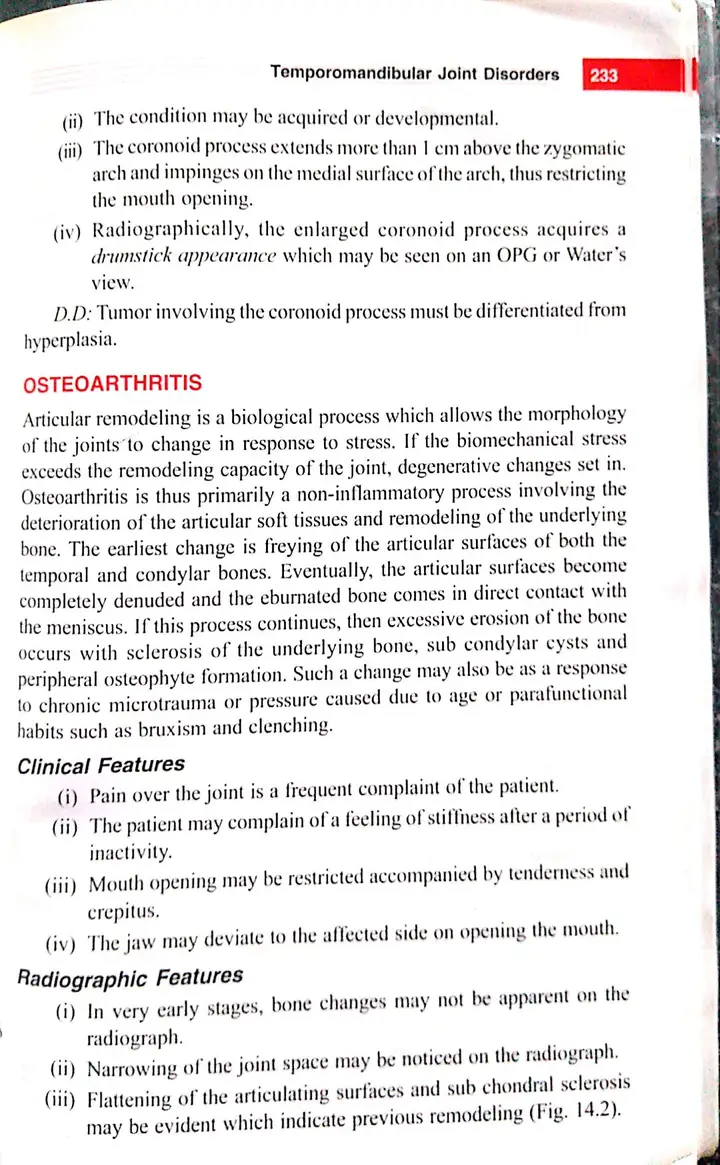 Temporomandibular Joint Disorders 233
(ii) The condition may be acquired or developmental.
(iii) The coronoid process extends more than 1 cm above the zygomatic
arch and impinges on the medial surface of the arch, thus restricting
the mouth opening.
(iv) Radiographically, the enlarged coronoid process acquires a
drumstick appearance which may be seen on an OPG or Water's
view.
D.D: Tumor involving the coronoid process must be differentiated from
hyperplasia.
OSTEOARTHRITIS
Articular remodeling is a biological process which allows the morphology
of the joints to change in response to stress. If the biomechanical stress
exceeds the remodeling capacity of the joint, degenerative changes set in.
Osteoarthritis is thus primarily a non-inflammatory process involving the
deterioration of the articular soft tissues and remodeling of the underlying
bone. The earliest change is freying of the articular surfaces of both the
temporal and condylar bones. Eventually, the articular surfaces become
completely denuded and the eburnated bone comes in direct contact with
the meniscus. If this process continues, then excessive erosion of the bone
occurs with sclerosis of the underlying bone, sub condylar cysts and
peripheral osteophyte formation. Such a change may also be as a response
to chronic microtrauma or pressure caused due to age or parafunctional
habits such as bruxism and clenching.
Clinical Features
(i) Pain over the joint is a frequent complaint of the patient.
(ii) The patient may complain of a feeling of stiffness after a period of
inactivity.
(iii) Mouth opening may be restricted accompanied by tenderness and
crepitus.
(iv) The jaw may deviate to the affected side on opening the mouth.
Radiographic Features
(i) In very early stages, bone changes may not be apparent on the
radiograph.
(ii) Narrowing of the joint space may be noticed on the radiograph.
(iii) Flattening of the articulating surfaces and sub chondral sclerosis
may be evident which indicate previous remodeling (Fig. 14.2).